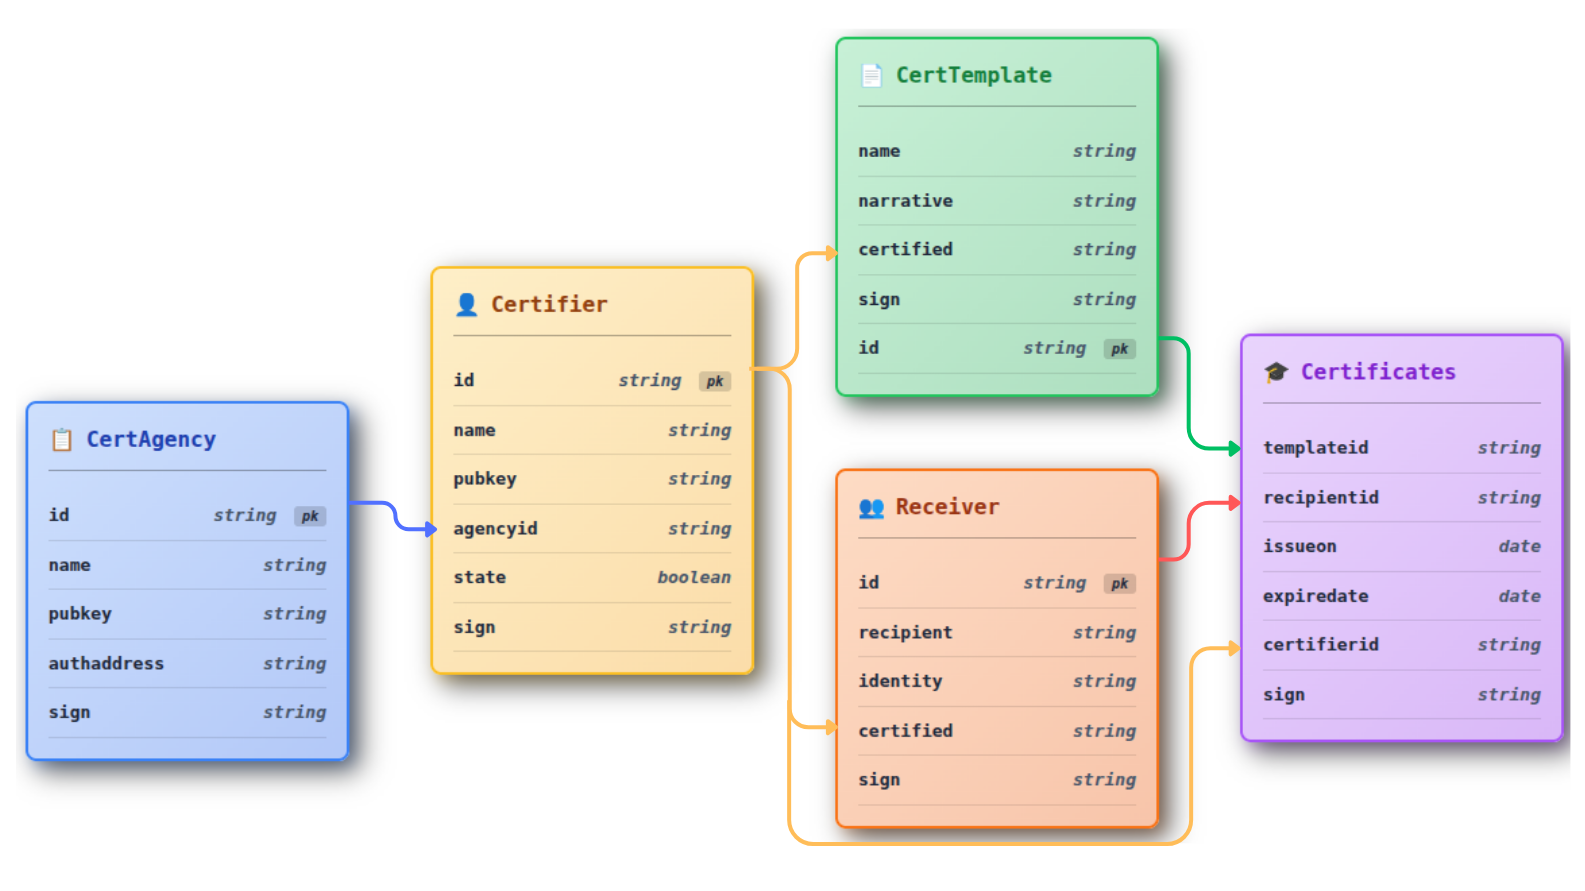 CertAgency
id string pk
name string
pubkey string
authaddress string
sign string
Certifier
id string pk
name string
pubkey string
agencyid string
state boolean
sign string
CertTemplate
name string
narrative string
certified string
sign string
id string pk
Receiver
id string pk
recipient string
identity string
certified string
sign string
Certificates
templateid string
recipientid string
issueon date
expiredate date
certifierid string
sign string